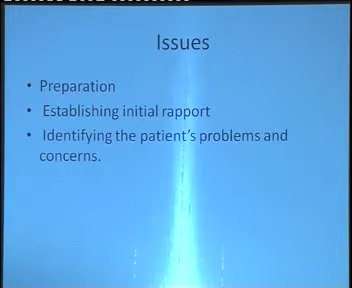 Issues
• Preparation
• Establishing initial rapport
• Identifying the patient's problems and
concerns.